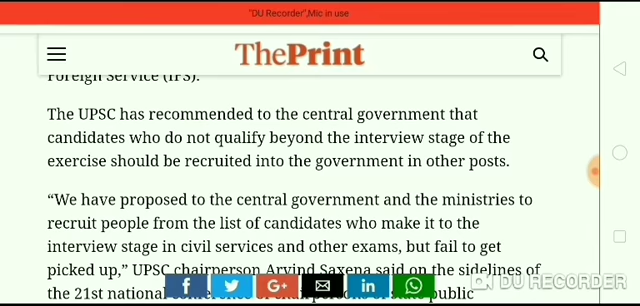 "DU Recorder",Mic in use
ThePrint
Foreign Service (IFS).
The UPSC has recommended to the central government that
candidates who do not qualify beyond the interview stage of the
exercise should be recruited into the government in other posts.
“We have proposed to the central government and the ministries to
recruit people from the list of candidates who make it to the
interview stage in civil services and other exams, but fail to get
picked up,” UPSC chairperson Arvind Saxena said on the sidelines of
the 21st national public
DU RECORDER